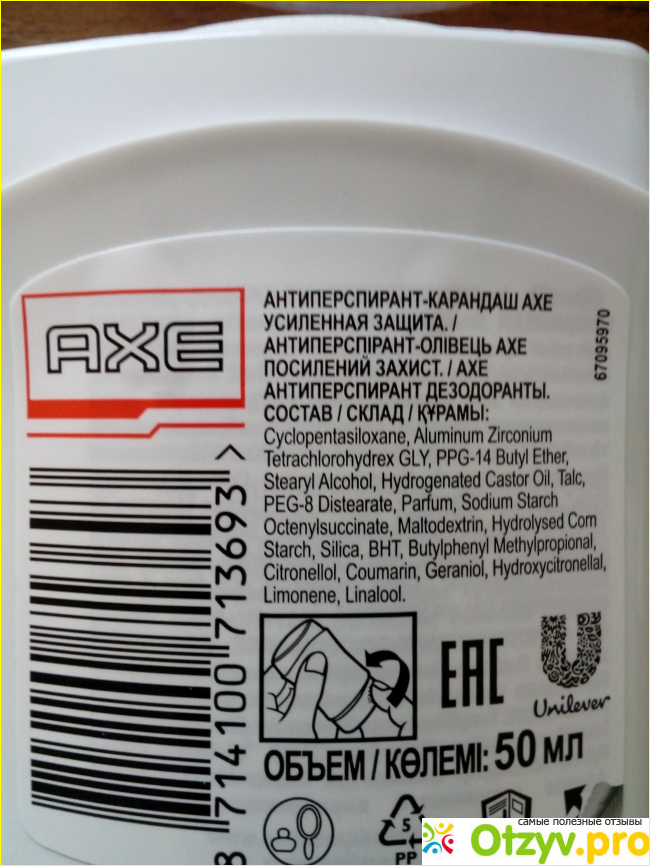 АНТИПЕРСПИРАНТ-КАРАНДАШ AXE
УСИЛЕННАЯ ЗАЩИТА. /
АНТИПЕРСПІРАНТ-ОЛІВЕЦЬ AXE
ПОСИЛЕНИЙ ЗАХИСТ. / AXE
АНТИПЕРСПИРАНТ ДЕЗОДОРАНТЫ.
СОСТАВ / СКЛАД / ҚҰРАМЫ:
Cyclopentasiloxane, Aluminum Zirconium
Tetrachlorohydrex GLY, PPG-14 Butyl Ether,
Stearyl Alcohol, Hydrogenated Castor Oil, Talc,
PEG-8 Distearate, Parfum, Sodium Starch
Octenylsuccinate, Maltodextrin, Hydrolysed Corn
Starch, Silica, BHT, Butylphenyl Methylpropional,
Citronellol, Coumarin, Geraniol, Hydroxycitronellal,
Limonene, Linalool.
67095970
AXE
8 714100 713693 >
EAC
Unilever
ОБЪЕМ / КӨЛЕМІ: 50 МЛ
5
PP
самые полезные отзывы
Otzyv.pro